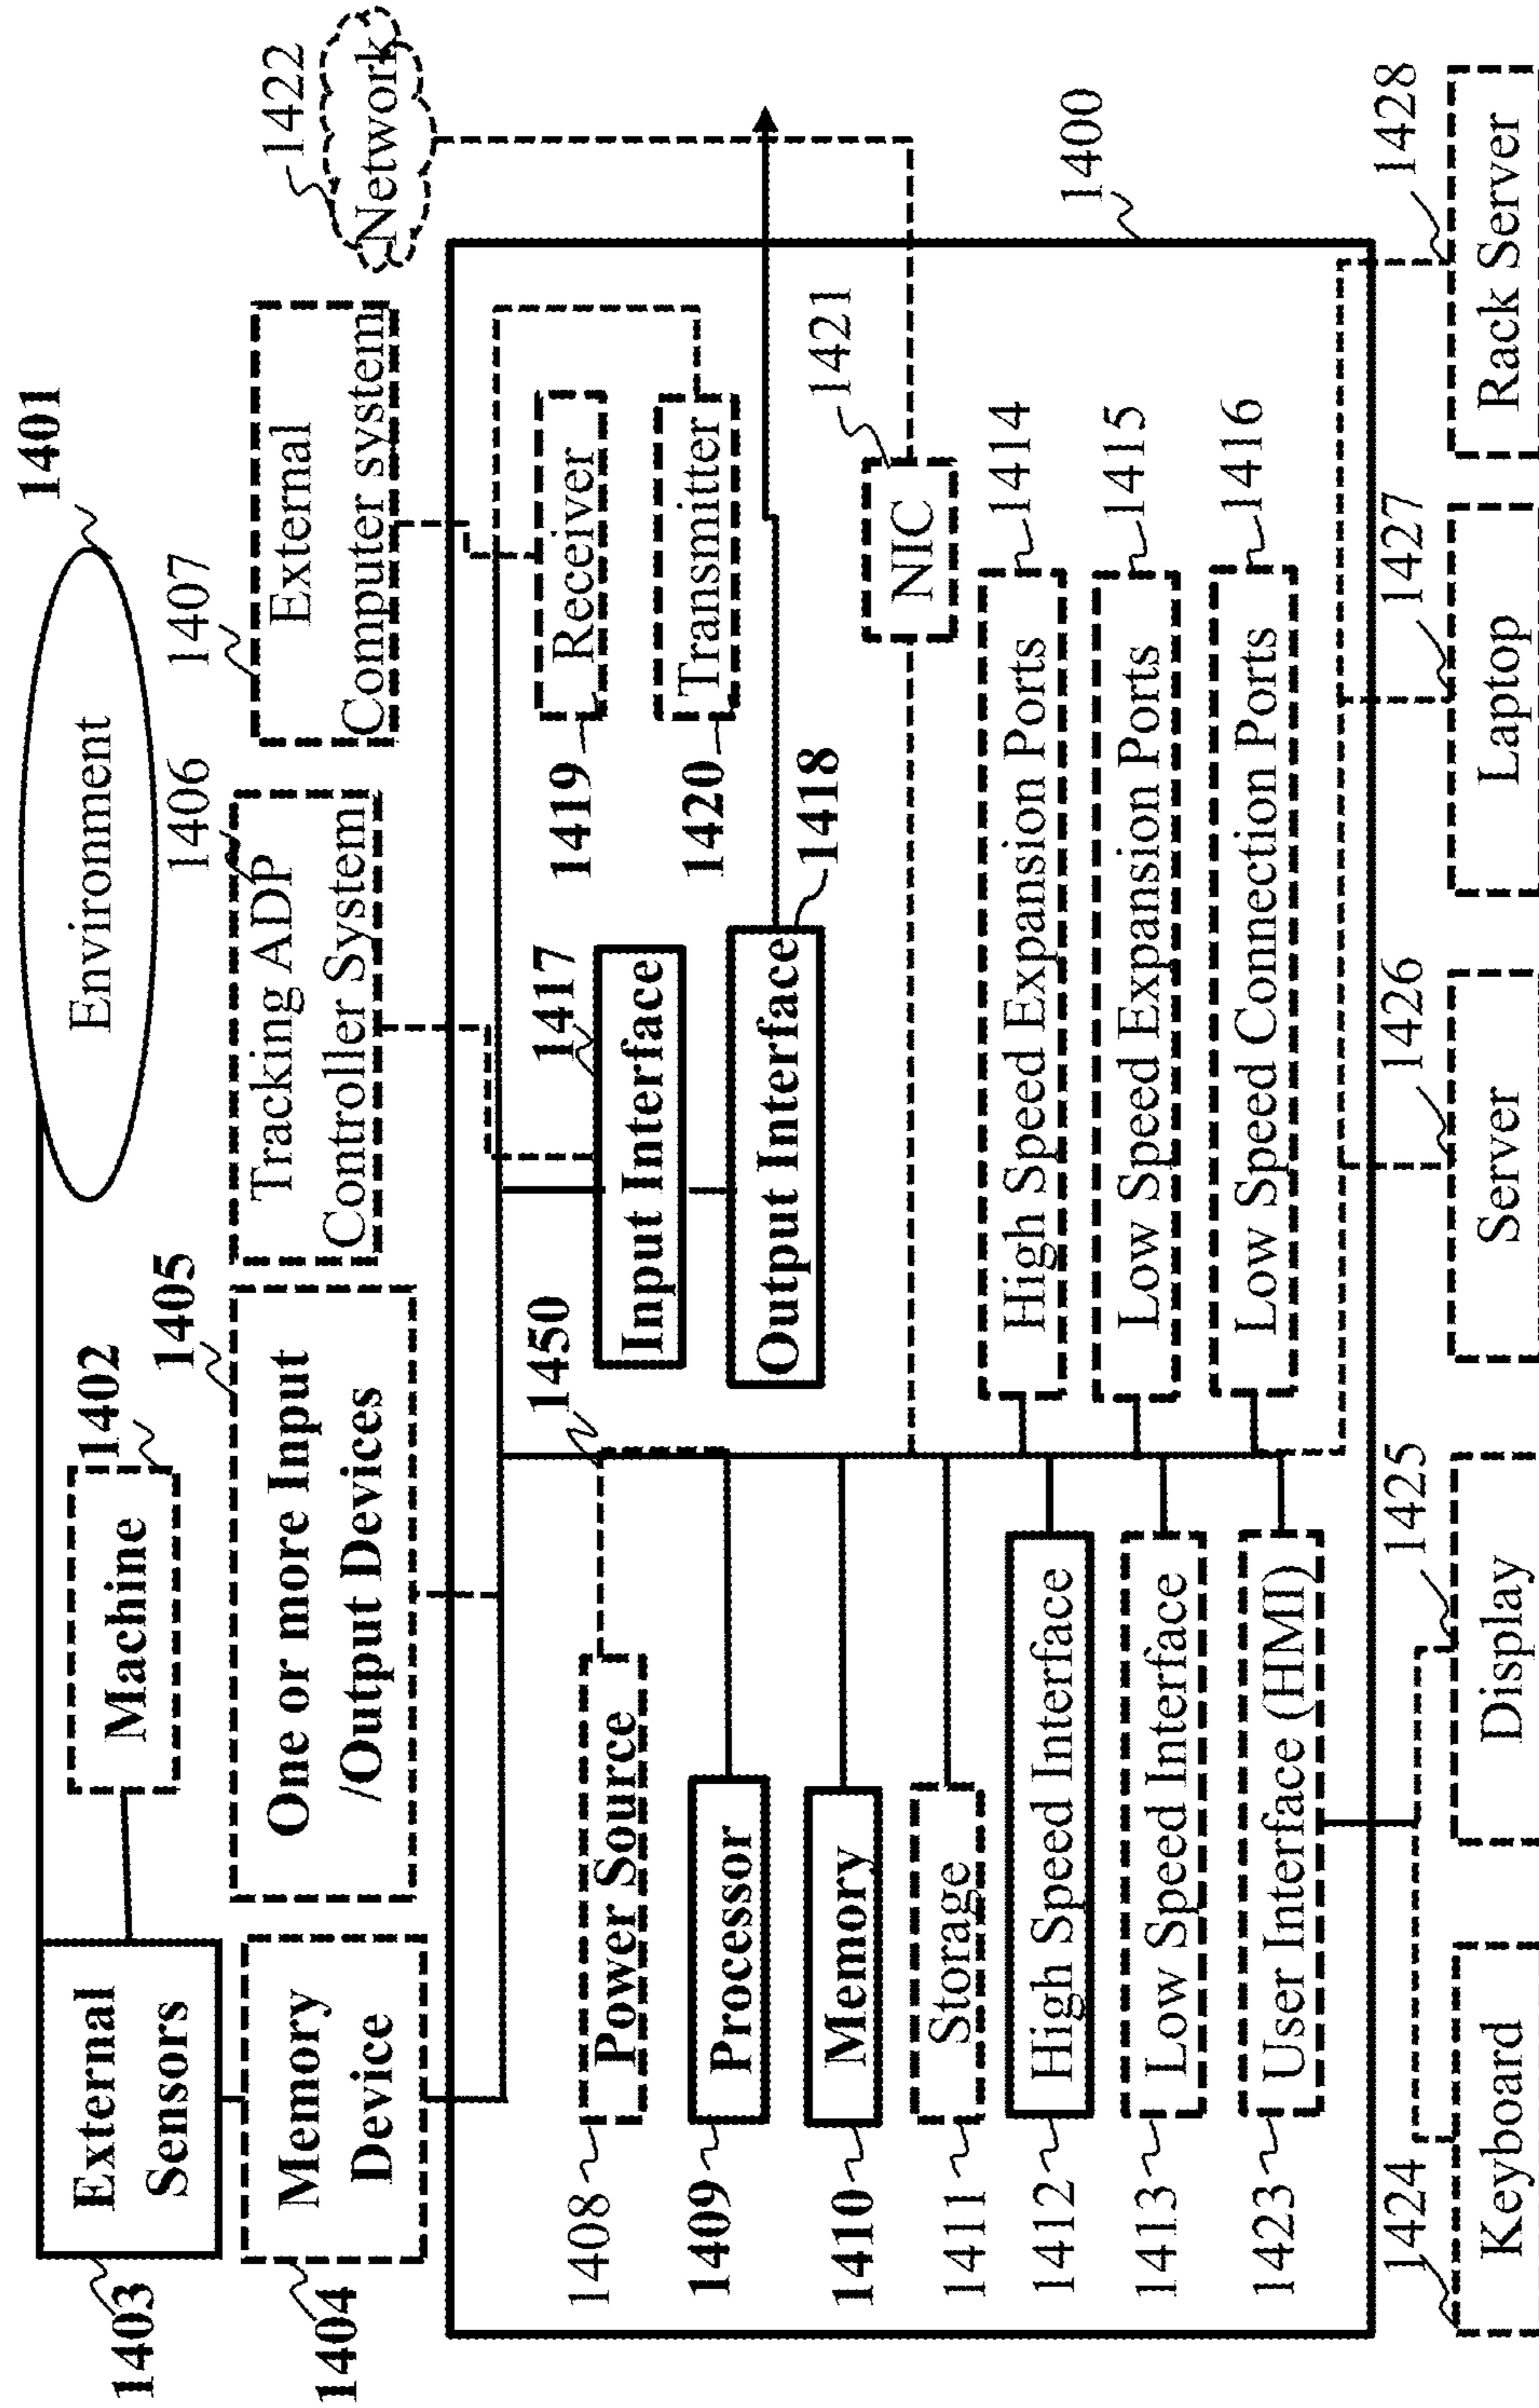 1401
Environment
1403
External
Sensors
Machine
1402
1404
Memory
Device
One or more Input
/Output Devices
1405
Tracking ADP
Controller System
1406
External
Computer system
1407
Network
1422
1450
1408
Power Source
1409
Processor
1410
Memory
1411
Storage
1412
High Speed Interface
1413
Low Speed Interface
1423
User Interface (HMI)
Input Interface
1417
Output Interface
1418
1419
Receiver
1420
Transmitter
NIC
1421
High Speed Expansion Ports
1414
Low Speed Expansion Ports
1415
Low Speed Connection Ports
1416
1400
1424
Keyboard
1425
Display
1426
Server
1427
Laptop
1428
Rack Server